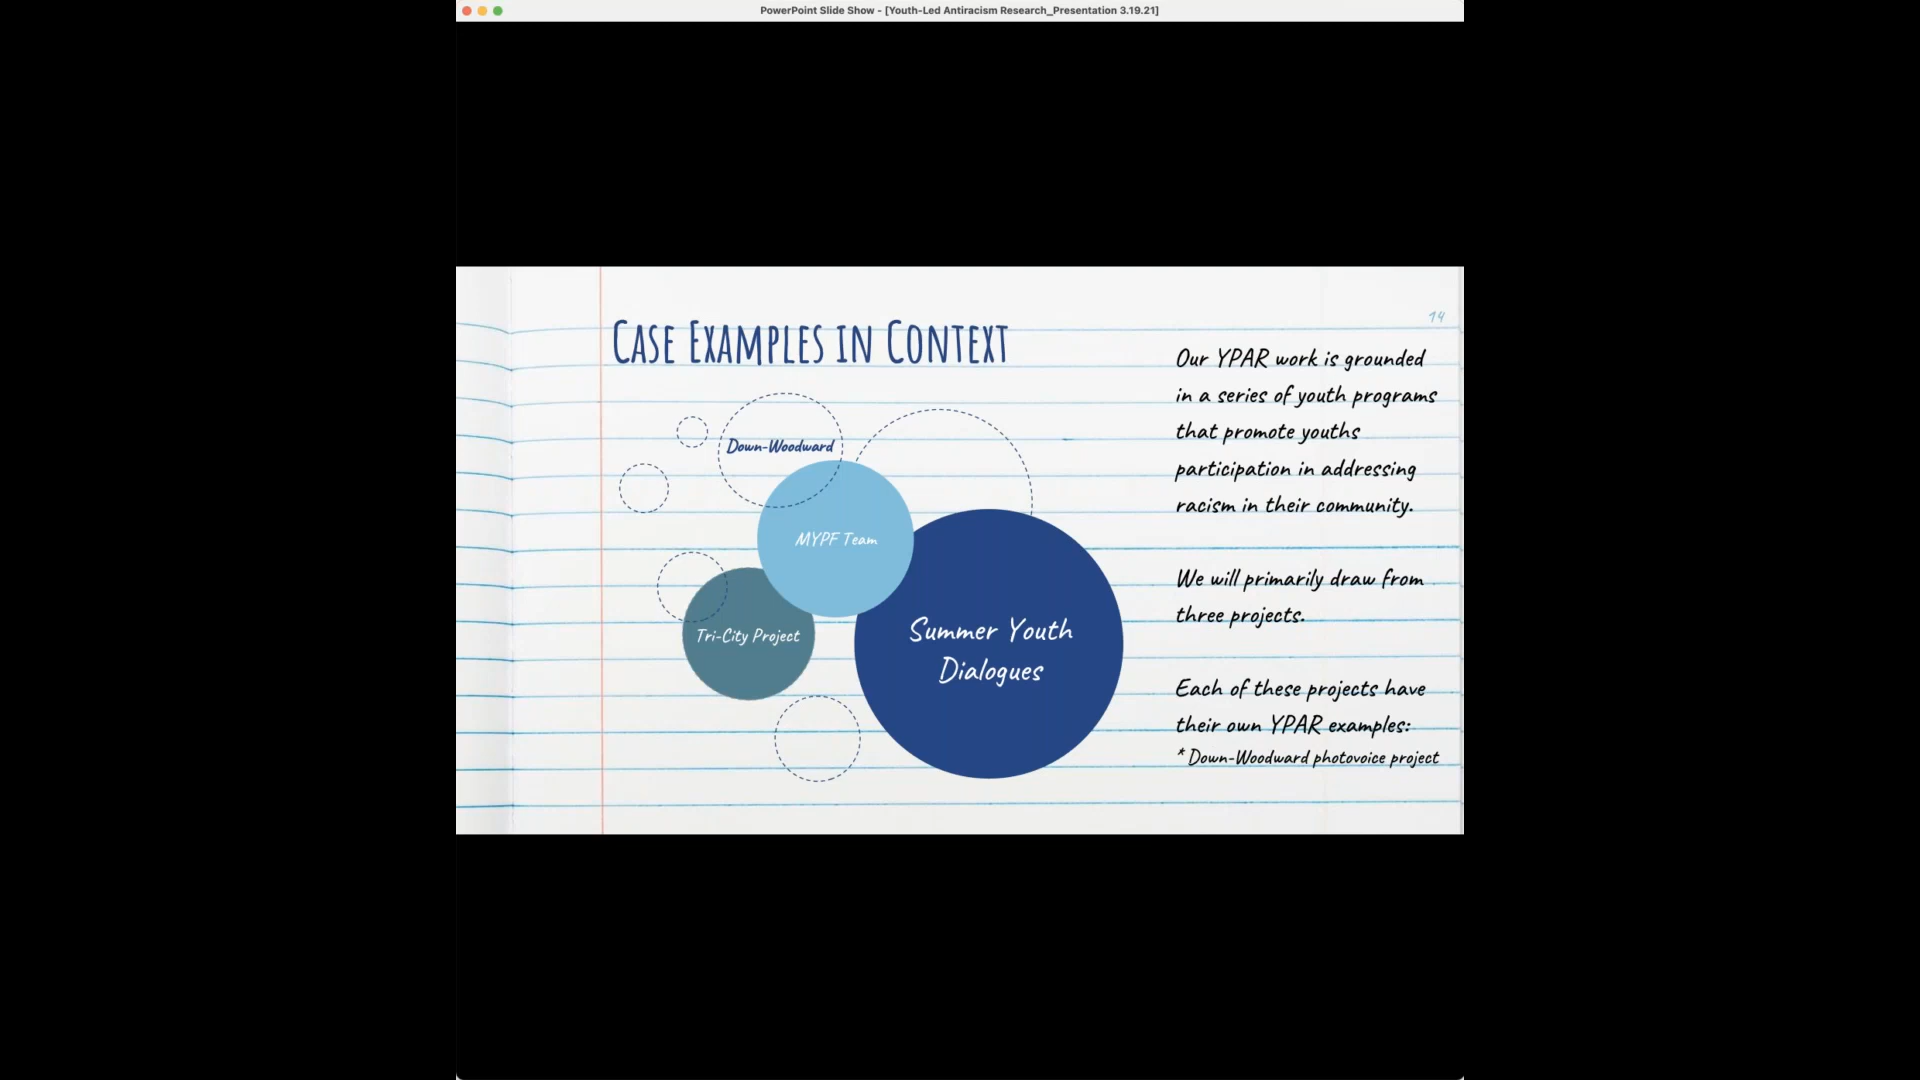 PowerPoint Slide Show - [Youth-Led Antiracism Research_Presentation 3.19.21]
14
Case Examples in Context
Down-Woodward
MYPF Team
Tri-City Project
Summer Youth
Dialogues
Our YPAR work is grounded
in a series of youth programs
that promote youths
participation in addressing
racism in their community.
We will primarily draw from
three projects.
Each of these projects have
their own YPAR examples:
* Down-Woodward photovoice project